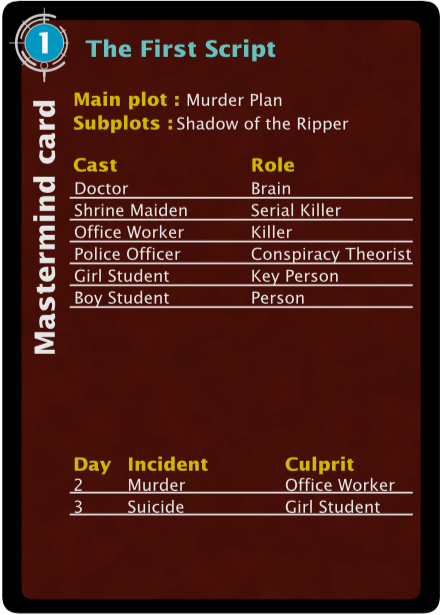 1
The First Script
Mastermind card
Main plot : Murder Plan
Subplots : Shadow of the Ripper
Cast Role
Doctor Brain
Shrine Maiden Serial Killer
Office Worker Killer
Police Officer Conspiracy Theorist
Girl Student Key Person
Boy Student Person
Day Incident Culprit
2 Murder Office Worker
3 Suicide Girl Student